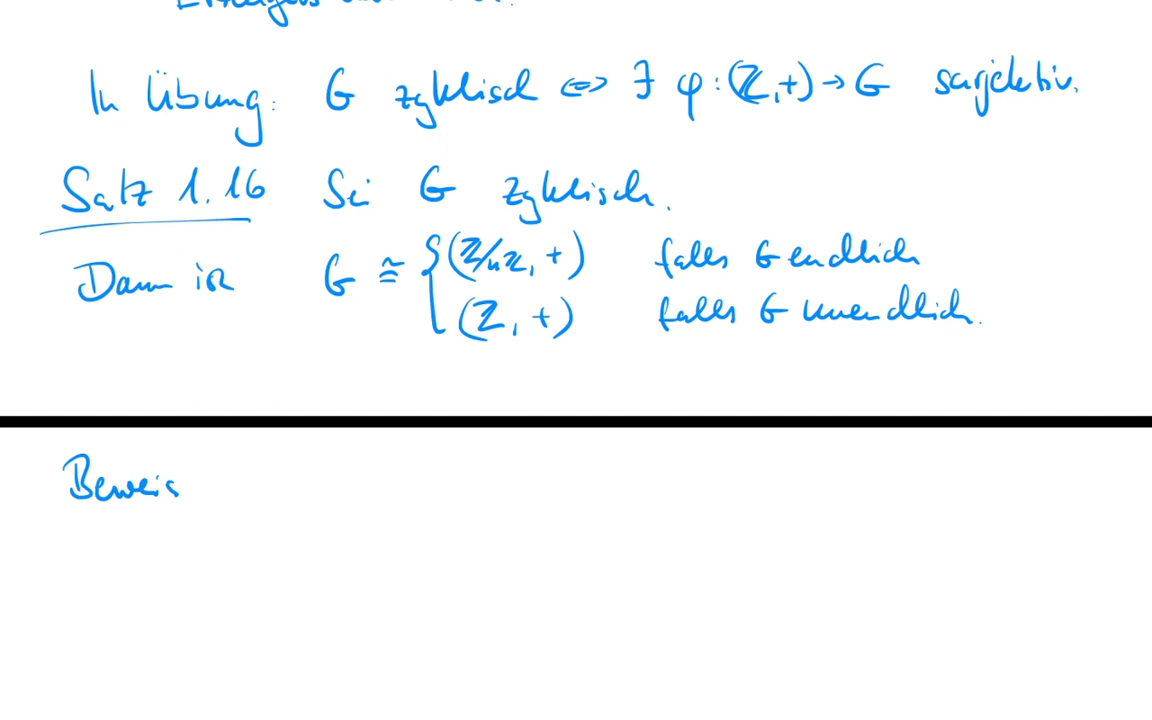 In Übung: G zyklisch ⇔ ∃ φ : (ℤ,+) → G surjektiv.
Satz 1.16 Sei G zyklisch.
Dann ist G ≅ { (ℤ/nℤ, +) falls G endlich
(ℤ, +) falls G unendlich.
Beweis